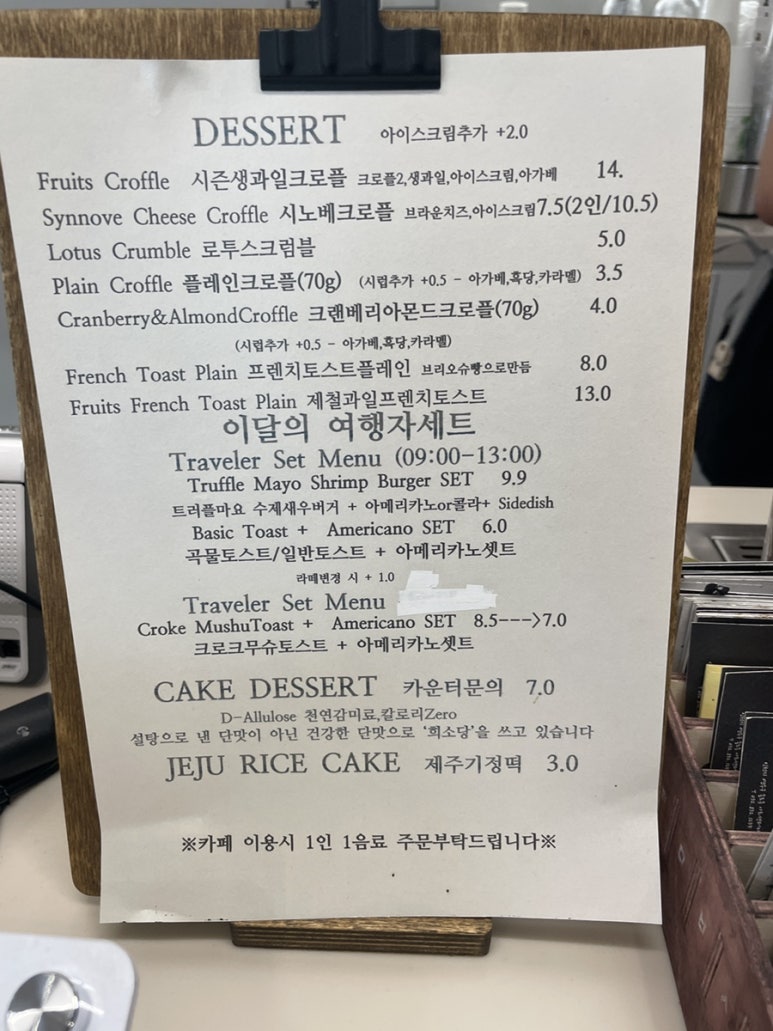 DESSERT 아이스크림추가 +2.0
Fruits Croffle 시즌생과일크로플 크로플2,생과일,아이스크림,아가베 14.
Synnove Cheese Croffle 시노베크로플 브라운치즈,아이스크림7.5(2인/10.5)
Lotus Crumble 로투스크럼블 5.0
Plain Croffle 플레인크로플(70g) (시럽추가 +0.5 - 아가베,흑당,카라멜) 3.5
Cranberry&AlmondCroffle 크랜베리아몬드크로플(70g) 4.0
(시럽추가 +0.5 - 아가베,흑당,카라멜)
French Toast Plain 프렌치토스트플레인 브리오슈빵으로만듬 8.0
Fruits French Toast Plain 제철과일프렌치토스트 13.0
이달의 여행자세트
Traveler Set Menu (09:00-13:00)
Truffle Mayo Shrimp Burger SET 9.9
트러플마요 수제새우버거 + 아메리카노or콜라+ Sidedish
Basic Toast + Americano SET 6.0
곡물토스트/일반토스트 + 아메리카노셋트
라떼변경 시 + 1.0
Traveler Set Menu
Croke MushuToast + Americano SET 8.5--->7.0
크로크무슈토스트 + 아메리카노셋트
CAKE DESSERT 카운터문의 7.0
D-Allulose 천연감미료,칼로리Zero
설탕으로 낸 단맛이 아닌 건강한 단맛으로 '희소당'을 쓰고 있습니다
JEJU RICE CAKE 제주기정떡 3.0
※카페 이용시 1인 1음료 주문부탁드립니다※